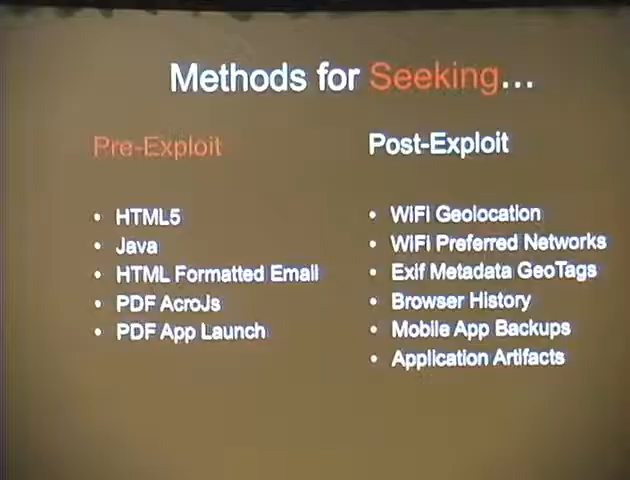 Methods for Seeking...
Pre-Exploit
• HTML5
• Java
• HTML Formatted Email
• PDF AcroJs
• PDF App Launch
Post-Exploit
• WiFi Geolocation
• WiFi Preferred Networks
• Exif Metadata GeoTags
• Browser History
• Mobile App Backups
• Application Artifacts